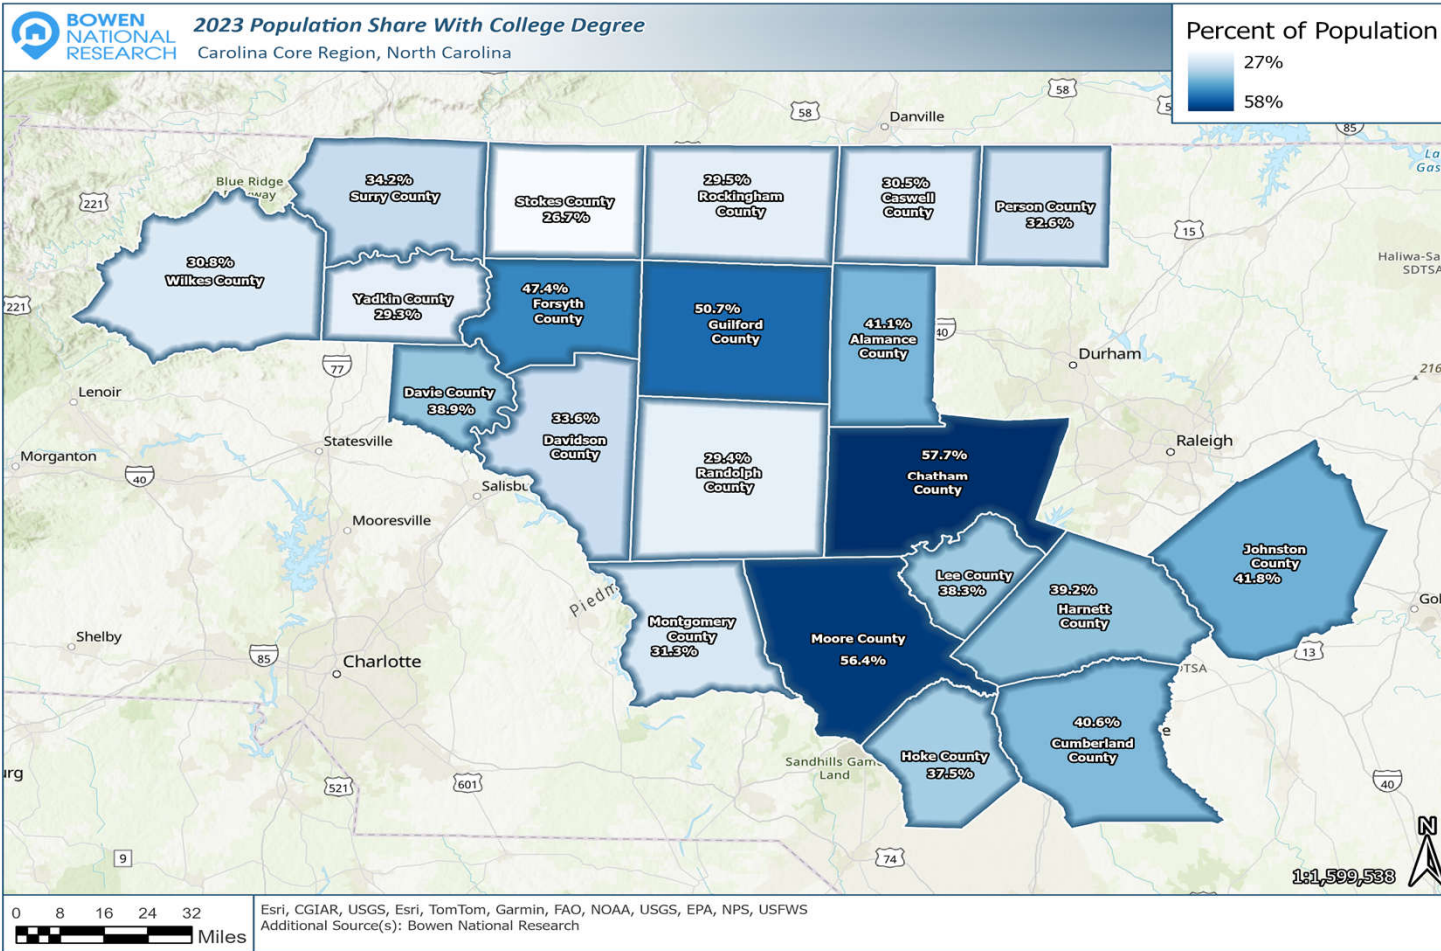 BOWEN
NATIONAL
RESEARCH
2023 Population Share With College Degree
Carolina Core Region, North Carolina
Percent of Population
27%
58%
58
58
Danville
85
Blue Ridge
221
34.2%
Surry County
Stokes County
26.7%
29.5%
Rockingham
County
30.5%
Caswell
County
Person County
32.6%
15
Haliwa-Sa
SDTSA
30.8%
Wilkes County
221
Yadkin County
29.3%
47.4%
Forsyth
County
50.7%
Guilford
County
41.1%
Alamance
County
40
Durham
77
Lenoir
Davie County
38.9%
216
33.6%
Davidson
County
Statesville
Raleigh
Morganton
40
29.4%
Randolph
County
57.7%
Chatham
County
Salisbu
Mooresville
Johnston
County
41.8%
Lee County
38.3%
39.2%
Harnett
County
Gol
Piedm
Montgomery
County
31.3%
Moore County
56.4%
Shelby
85
Charlotte
13
DTSA
40.6%
Cumberland
County
Hoke County
37.5%
Sandhills Game
Land
urg
521
601
40
9
74
N
1:1,599,538
0 8 16 24 32
Miles
Esri, CGIAR, USGS, Esri, TomTom, Garmin, FAO, NOAA, USGS, EPA, NPS, USFWS
Additional Source(s): Bowen National Research